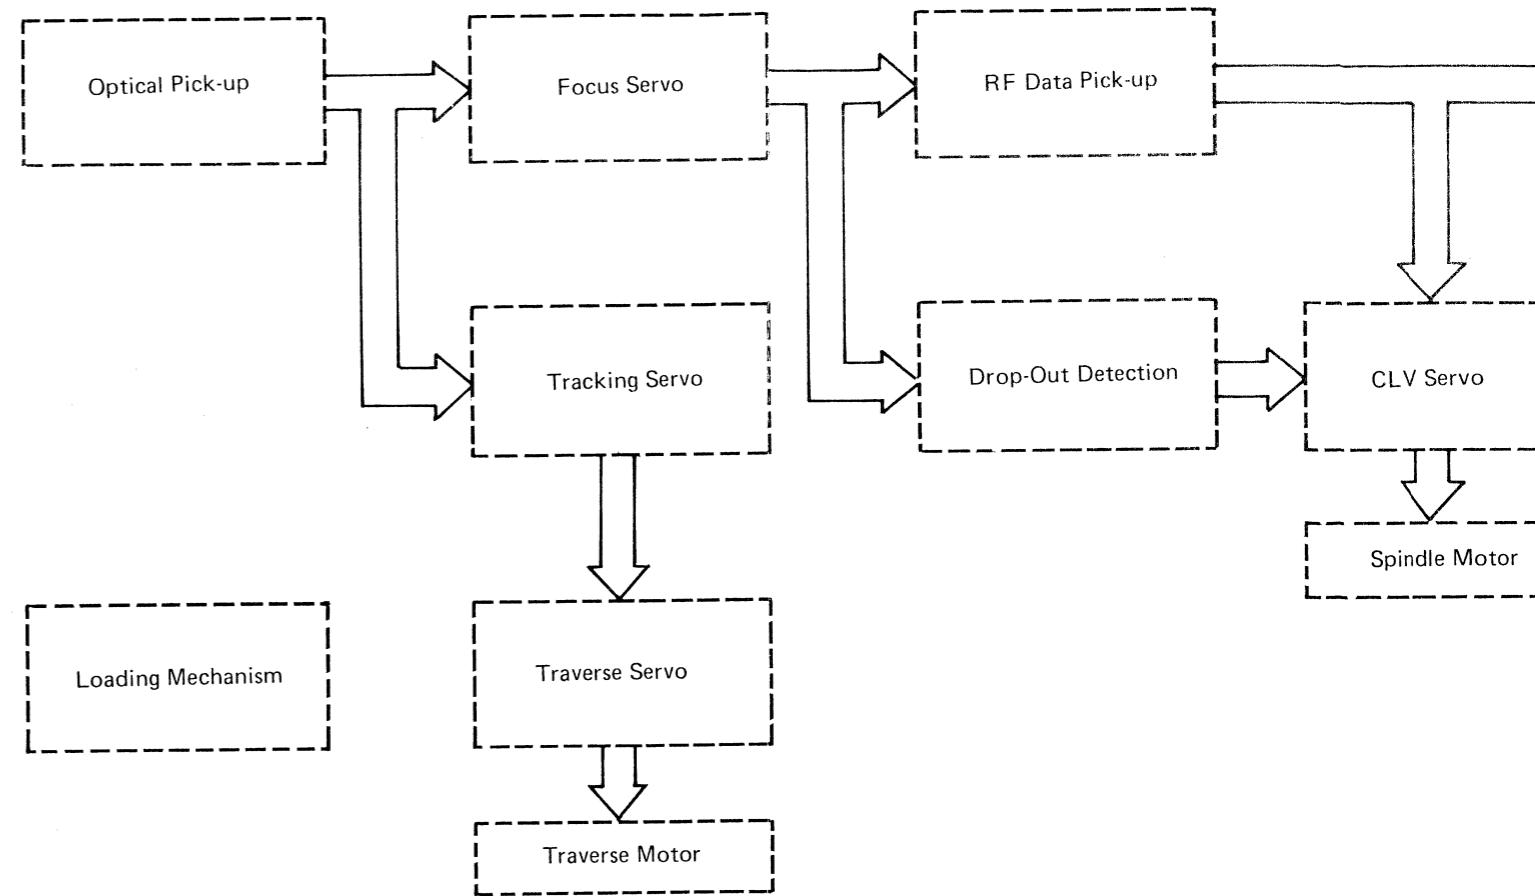 Optical Pick-up
Focus Servo
RF Data Pick-up
Tracking Servo
Drop-Out Detection
CLV Servo
Spindle Motor
Loading Mechanism
Traverse Servo
Traverse Motor